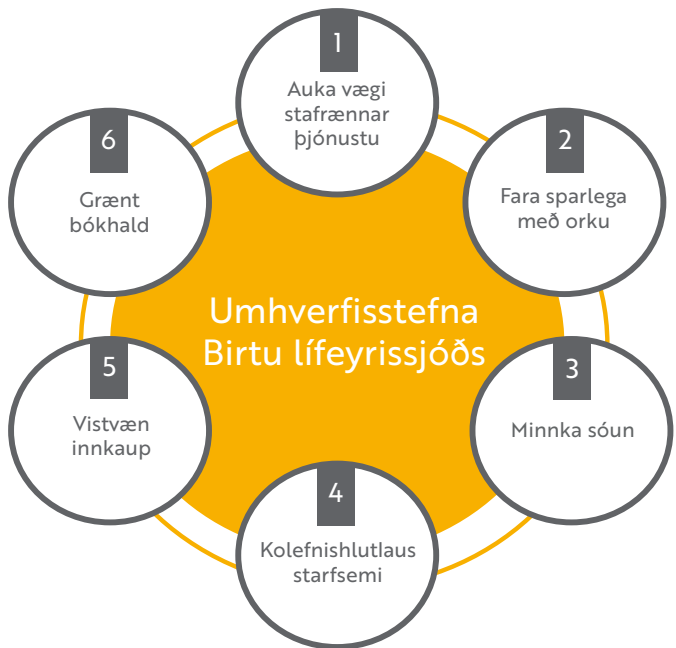 Umhverfisstefna
Birtu lífeyrissjóðs
1
Auka vægi
stafrænnar
þjónustu
2
Fara sparlega
með orku
3
Minnka sóun
4
Kolefnishlutlaus
starfsemi
5
Vistvæn
innkaup
6
Grænt
bókhald